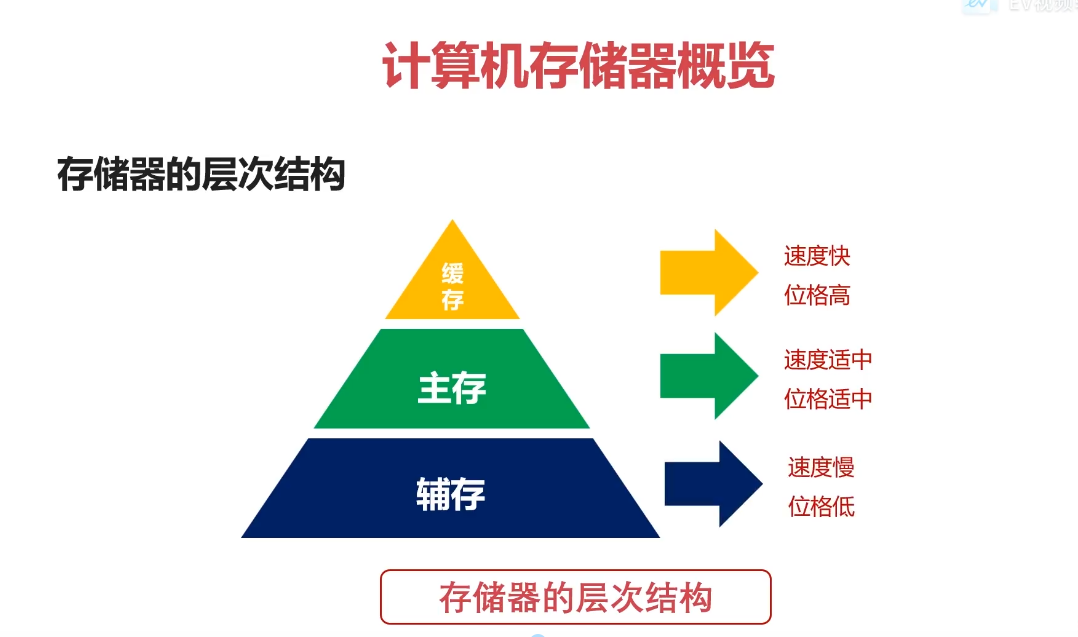 计算机存储器概览
存储器的层次结构
缓
存
速度快
位格高
主存
速度适中
位格适中
辅存
速度慢
位格低
存储器的层次结构